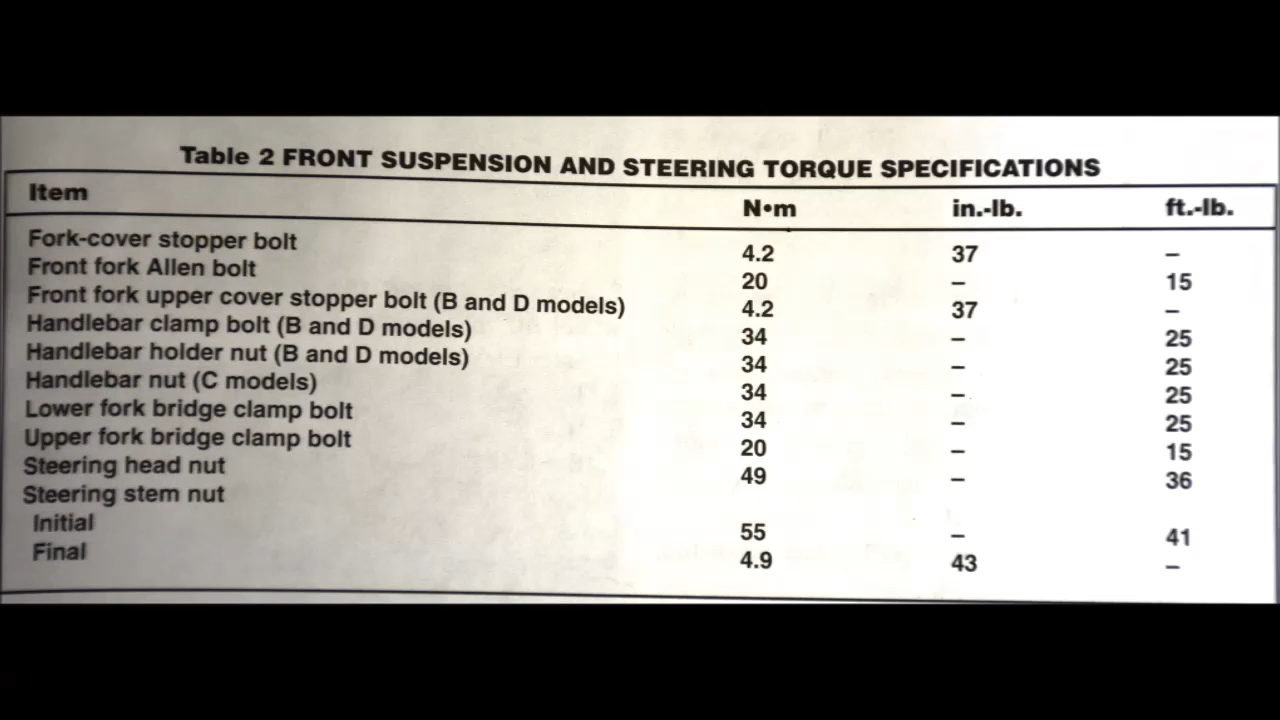 Table 2 FRONT SUSPENSION AND STEERING TORQUE SPECIFICATIONS
Item N•m in.-lb. ft.-lb.
Fork-cover stopper bolt 4.2 37 –
Front fork Allen bolt 20 – 15
Front fork upper cover stopper bolt (B and D models) 4.2 37 –
Handlebar clamp bolt (B and D models) 34 – 25
Handlebar holder nut (B and D models) 34 – 25
Handlebar nut (C models) 34 – 25
Lower fork bridge clamp bolt 34 – 25
Upper fork bridge clamp bolt 20 – 15
Steering head nut 49 – 36
Steering stem nut
Initial 55 – 41
Final 4.9 43 –